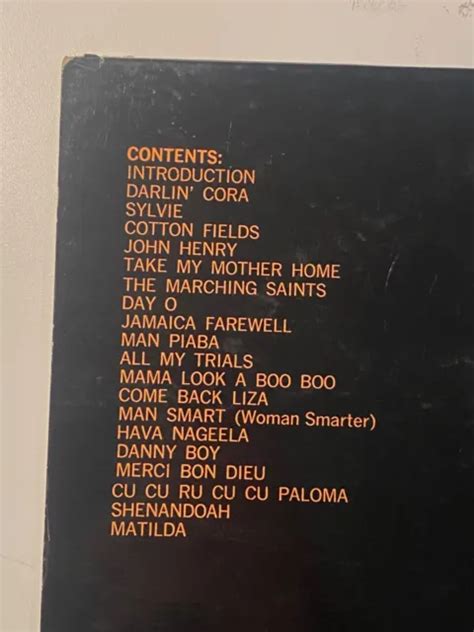 CONTENTS:
INTRODUCTION
DARLIN' CORA
SYLVIE
COTTON FIELDS
JOHN HENRY
TAKE MY MOTHER HOME
THE MARCHING SAINTS
DAY O
JAMAICA FAREWELL
MAN PIABA
ALL MY TRIALS
MAMA LOOK A BOO BOO
COME BACK LIZA
MAN SMART (Woman Smarter)
HAVA NAGEELA
DANNY BOY
MERCI BON DIEU
CU CU RU CU CU PALOMA
SHENANDOAH
MATILDA